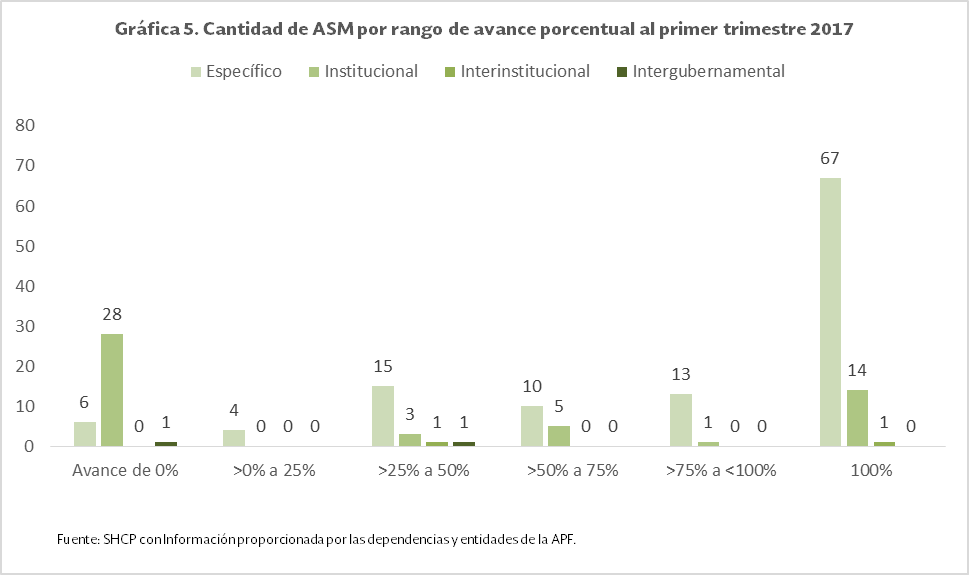 Gráfica 5. Cantidad de ASM por rango de avance porcentual al primer trimestre 2017
Específico Institucional Interinstitucional Intergubernamental
80
70
60
50
40
30
20
10
0
6 28 0 1
4 0 0 0
15 3 1 1
10 5 0 0
13 1 0 0
67 14 1 0
Avance de 0% >0% a 25% >25% a 50% >50% a 75% >75% a <100% 100%
Fuente: SHCP con Información proporcionada por las dependencias y entidades de la APF.